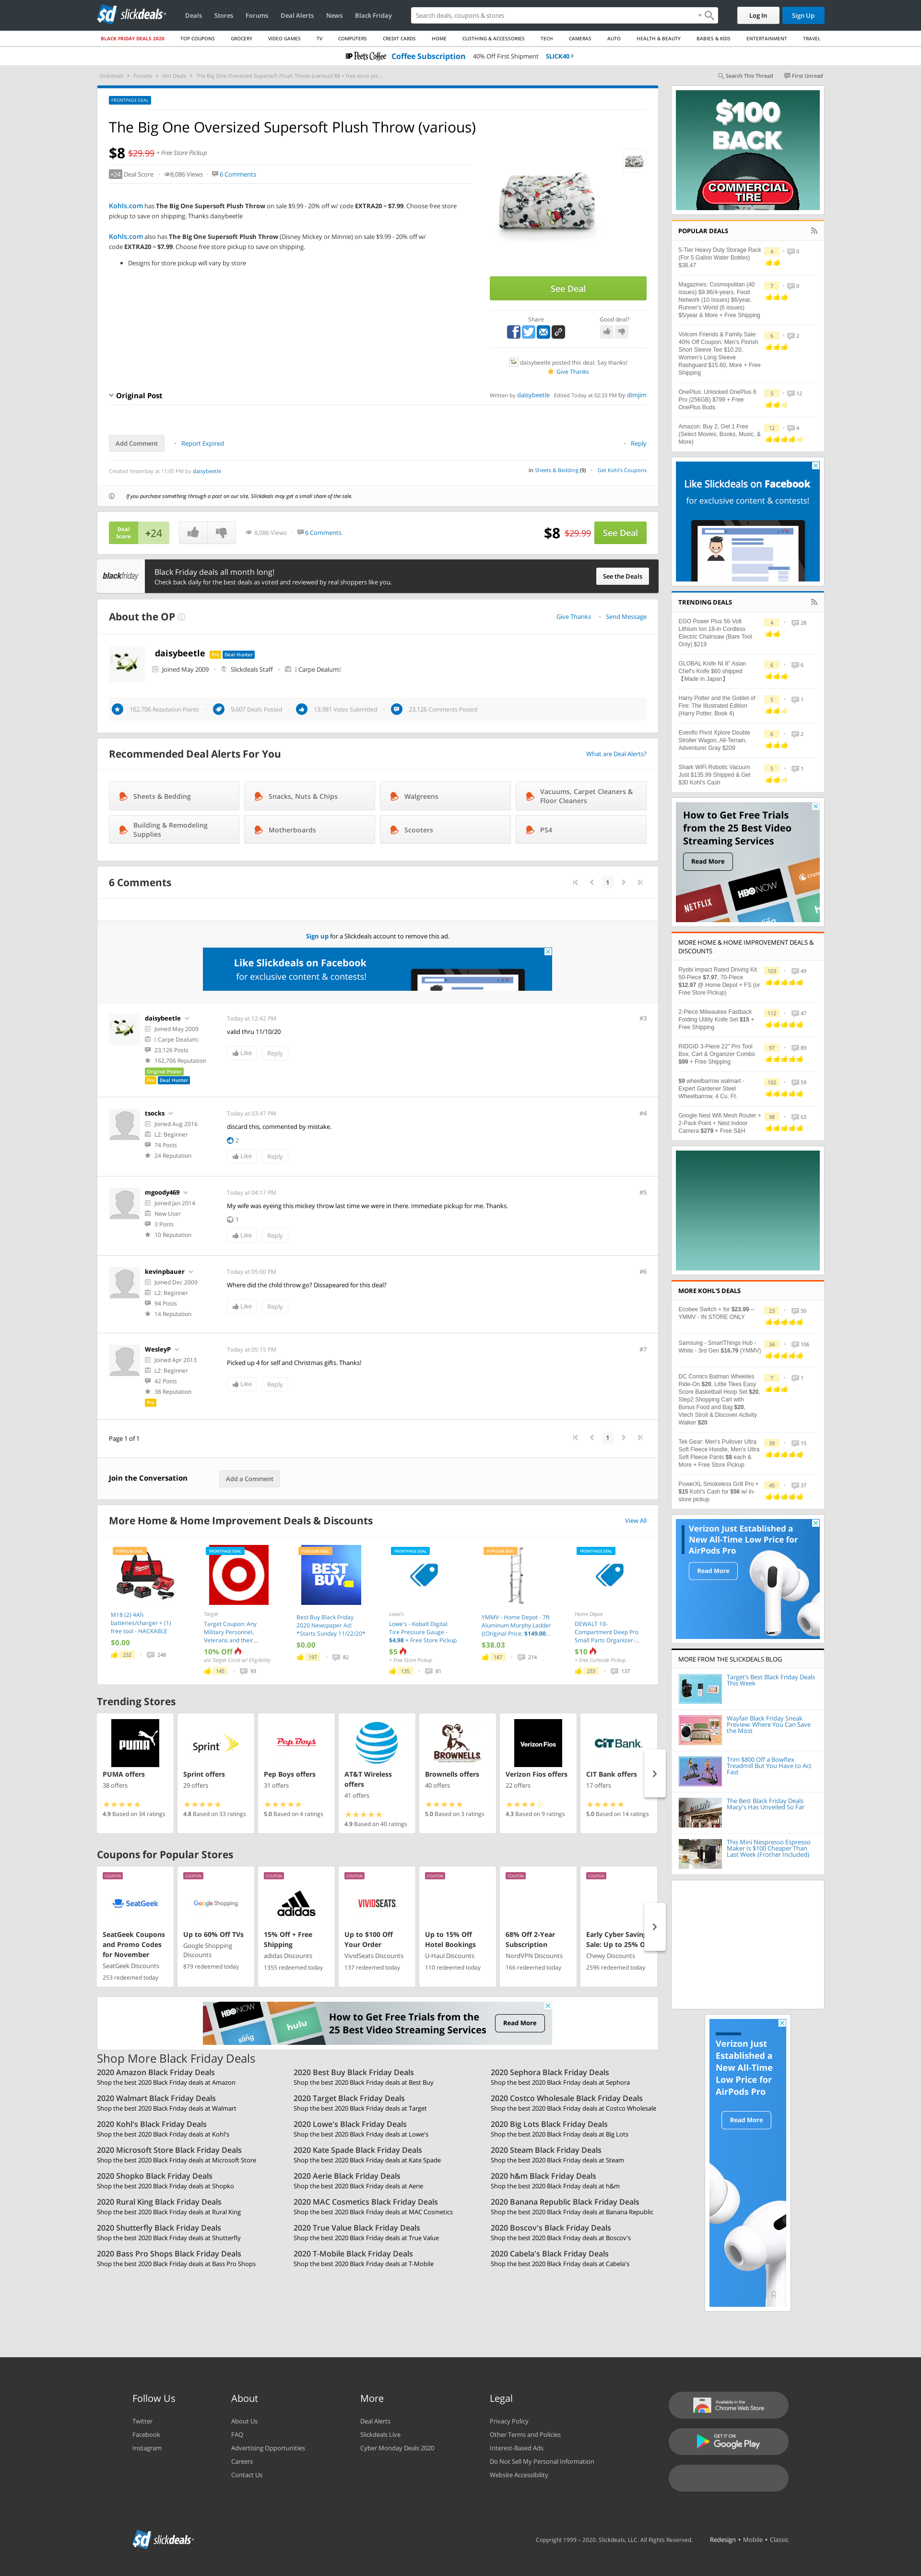 slickdeals
Deals
Stores
Forums
Deal Alerts
News
Black Friday
Search deals, coupons & stores
Log In
Sign Up
BLACK FRIDAY DEALS 2020
TOP COUPONS
GROCERY
VIDEO GAMES
TV
COMPUTERS
CREDIT CARDS
HOME
CLOTHING & ACCESSORIES
TECH
CAMERAS
AUTO
HEALTH & BEAUTY
BABIES & KIDS
ENTERTAINMENT
TRAVEL
Peet's Coffee Coffee Subscription 40% Off First Shipment SLICK40 ›
Slickdeals › Forums › Hot Deals › The Big One Oversized Supersoft Plush Throw (various) $8 + free store pic...
Search This Thread
First Unread
FRONTPAGE DEAL
The Big One Oversized Supersoft Plush Throw (various)
$8 $29.99 + Free Store Pickup
+24 Deal Score • 8,086 Views • 6 Comments
Kohls.com has The Big One Supersoft Plush Throw on sale $9.99 - 20% off w/ code EXTRA20 = $7.99. Choose free store
pickup to save on shipping. Thanks daisybeetle
Kohls.com also has The Big One Supersoft Plush Throw (Disney Mickey or Minnie) on sale $9.99 - 20% off w/
code EXTRA20 = $7.99. Choose free store pickup to save on shipping.
• Designs for store pickup will vary by store
See Deal
Share
Good deal?
daisybeetle posted this deal. Say thanks!
Give Thanks
Original Post
Written by daisybeetle Edited Today at 02:33 PM by dimjim
Add Comment
• Report Expired
• Reply
Created Yesterday at 11:05 PM by daisybeetle
in Sheets & Bedding (9) • Get Kohl's Coupons
If you purchase something through a post on our site, Slickdeals may get a small share of the sale.
Deal
Score
+24
8,086 Views • 6 Comments
$8 $29.99
See Deal
blackfriday
Black Friday deals all month long!
Check back daily for the best deals as voted and reviewed by real shoppers like you.
See the Deals
About the OP
Give Thanks • Send Message
daisybeetle Pro Deal Hunter
Joined May 2009 • Slickdeals Staff • Carpe Dealum
162,706 Reputation Points • 9,607 Deals Posted • 13,981 Votes Submitted • 23,126 Comments Posted
Recommended Deal Alerts For You
What are Deal Alerts?
Sheets & Bedding
Snacks, Nuts & Chips
Walgreens
Vacuums, Carpet Cleaners &
Floor Cleaners
Building & Remodeling
Supplies
Motherboards
Scooters
PS4
6 Comments
1
Sign up for a Slickdeals account to remove this ad.
Like Slickdeals on Facebook
for exclusive content & contests!
daisybeetle
Joined May 2009
Carpe Dealum
23,126 Posts
162,706 Reputation
Original Poster
Pro Deal Hunter
Today at 12:42 PM
#3
valid thru 11/10/20
Like
Reply
tsocks
Joined Aug 2016
L2: Beginner
74 Posts
24 Reputation
Today at 03:47 PM
#4
discard this, commented by mistake.
2
Like
Reply
mgoody469
Joined Jan 2014
New User
3 Posts
10 Reputation
Today at 04:17 PM
#5
My wife was eyeing this mickey throw last time we were in there. Immediate pickup for me. Thanks.
1
Like
Reply
kevinpbauer
Joined Dec 2009
L2: Beginner
94 Posts
14 Reputation
Today at 05:00 PM
#6
Where did the child throw go? Dissapeared for this deal?
Like
Reply
WesleyP
Joined Apr 2013
L2: Beginner
42 Posts
38 Reputation
Pro
Today at 05:15 PM
#7
Picked up 4 for self and Christmas gifts. Thanks!
Like
Reply
Page 1 of 1
1
Join the Conversation
Add a Comment
More Home & Home Improvement Deals & Discounts
View All
POPULAR DEAL
M18 (2) 4Ah
batteries/charger + (1)
free tool - HACKABLE
$0.00
232 • 248
FRONTPAGE DEAL
Target
Target Coupon: Any
Military Personnel,
Veterans and their...
10% Off
via Target Circle w/ Eligibility
145 • 93
POPULAR DEAL
BEST
BUY
Best Buy Black Friday
2020 Newspaper Ad:
*Starts Sunday 11/22/20*
$0.00
197 • 82
FRONTPAGE DEAL
Lowe's
Lowe's - Kobalt Digital
Tire Pressure Gauge -
$4.98 + Free Store Pickup
$5
+ Free Store Pickup
135 • 81
POPULAR DEAL
YMMV - Home Depot - 7ft
Aluminum Murphy Ladder
((Original Price: $149.00...
$38.03
187 • 214
FRONTPAGE DEAL
Home Depot
DEWALT 10-
Compartment Deep Pro
Small Parts Organizer-...
$10
+ Free Curbside Pickup
233 • 137
Trending Stores
PUMA
PUMA offers
38 offers
4.9 Based on 34 ratings
Sprint
Sprint offers
29 offers
4.8 Based on 33 ratings
Pep Boys
Pep Boys offers
31 offers
5.0 Based on 4 ratings
AT&T
AT&T Wireless
offers
41 offers
4.9 Based on 40 ratings
BROWNELLS
Brownells offers
40 offers
5.0 Based on 3 ratings
Verizon Fios
Verizon Fios offers
22 offers
4.3 Based on 9 ratings
CIT Bank
CIT Bank offers
17 offers
5.0 Based on 14 ratings
Coupons for Popular Stores
COUPON
SeatGeek
SeatGeek Coupons
and Promo Codes
for November
SeatGeek Discounts
253 redeemed today
COUPON
Google Shopping
Up to 60% Off TVs
Google Shopping
Discounts
879 redeemed today
COUPON
adidas
15% Off + Free
Shipping
adidas Discounts
1355 redeemed today
COUPON
VIVIDSEATS
Up to $100 Off
Your Order
VividSeats Discounts
137 redeemed today
COUPON
Up to 15% Off
Hotel Bookings
U-Haul Discounts
110 redeemed today
COUPON
68% Off 2-Year
Subscription
NordVPN Discounts
166 redeemed today
COUPON
Early Cyber Saving
Sale: Up to 25% O
Chewy Discounts
2596 redeemed today
HBO NOW
sling
hulu
How to Get Free Trials from the
25 Best Video Streaming Services
Read More
Shop More Black Friday Deals
2020 Amazon Black Friday Deals
Shop the best 2020 Black Friday deals at Amazon
2020 Best Buy Black Friday Deals
Shop the best 2020 Black Friday deals at Best Buy
2020 Sephora Black Friday Deals
Shop the best 2020 Black Friday deals at Sephora
2020 Walmart Black Friday Deals
Shop the best 2020 Black Friday deals at Walmart
2020 Target Black Friday Deals
Shop the best 2020 Black Friday deals at Target
2020 Costco Wholesale Black Friday Deals
Shop the best 2020 Black Friday deals at Costco Wholesale
2020 Kohl's Black Friday Deals
Shop the best 2020 Black Friday deals at Kohl's
2020 Lowe's Black Friday Deals
Shop the best 2020 Black Friday deals at Lowe's
2020 Big Lots Black Friday Deals
Shop the best 2020 Black Friday deals at Big Lots
2020 Microsoft Store Black Friday Deals
Shop the best 2020 Black Friday deals at Microsoft Store
2020 Kate Spade Black Friday Deals
Shop the best 2020 Black Friday deals at Kate Spade
2020 Steam Black Friday Deals
Shop the best 2020 Black Friday deals at Steam
2020 Shopko Black Friday Deals
Shop the best 2020 Black Friday deals at Shopko
2020 Aerie Black Friday Deals
Shop the best 2020 Black Friday deals at Aerie
2020 h&m Black Friday Deals
Shop the best 2020 Black Friday deals at h&m
2020 Rural King Black Friday Deals
Shop the best 2020 Black Friday deals at Rural King
2020 MAC Cosmetics Black Friday Deals
Shop the best 2020 Black Friday deals at MAC Cosmetics
2020 Banana Republic Black Friday Deals
Shop the best 2020 Black Friday deals at Banana Republic
2020 Shutterfly Black Friday Deals
Shop the best 2020 Black Friday deals at Shutterfly
2020 True Value Black Friday Deals
Shop the best 2020 Black Friday deals at True Value
2020 Boscov's Black Friday Deals
Shop the best 2020 Black Friday deals at Boscov's
2020 Bass Pro Shops Black Friday Deals
Shop the best 2020 Black Friday deals at Bass Pro Shops
2020 T-Mobile Black Friday Deals
Shop the best 2020 Black Friday deals at T-Mobile
2020 Cabela's Black Friday Deals
Shop the best 2020 Black Friday deals at Cabela's
$100
BACK
COMMERCIAL
TIRE
POPULAR DEALS
5-Tier Heavy Duty Storage Rack
(For 5 Gallon Water Bottles)
$38.47
4 • 0
Magazines: Cosmopolitan (40
issues) $9.96/4-years, Food
Network (10 issues) $6/year,
Runner's World (6 issues)
$5/year & More + Free Shipping
7 • 0
Volcom Friends & Family Sale:
40% Off Coupon: Men's Florish
Short Sleeve Tee $10.20,
Women's Long Sleeve
Rashguard $15.60, More + Free
Shipping
6 • 2
OnePlus: Unlocked OnePlus 8
Pro (256GB) $799 + Free
OnePlus Buds
5 • 12
Amazon: Buy 2, Get 1 Free
(Select Movies, Books, Music, &
More)
12 • 4
Like Slickdeals on Facebook
for exclusive content & contests!
TRENDING DEALS
EGO Power Plus 56-Volt
Lithium Ion 18-in Cordless
Electric Chainsaw (Bare Tool
Only) $219
4 • 28
GLOBAL Knife NI 8" Asian
Chef's Knife $60 shipped
【Made in Japan】
6 • 6
Harry Potter and the Goblet of
Fire: The Illustrated Edition
(Harry Potter, Book 4)
5 • 1
Evenflo Pivot Xplore Double
Stroller Wagon, All-Terrain,
Adventurer Gray $209
6 • 2
Shark WiFi Robotic Vacuum
Just $135.99 Shipped & Get
$30 Kohl's Cash
5 • 1
How to Get Free Trials
from the 25 Best Video
Streaming Services
Read More
NETFLIX
HBO NOW
MORE HOME & HOME IMPROVEMENT DEALS &
DISCOUNTS
Ryobi Impact Rated Driving Kit
50-Piece $7.97, 70-Piece
$12.97 @ Home Depot + FS (or
Free Store Pickup)
103 • 49
2-Piece Milwaukee Fastback
Folding Utility Knife Set $15 +
Free Shipping
112 • 47
RIDGID 3-Piece 22" Pro Tool
Box, Cart & Organizer Combo
$99 + Free Shipping
97 • 89
$9 wheelbarrow walmart -
Expert Gardener Steel
Wheelbarrow, 4 Cu. Ft.
102 • 59
Google Nest Wifi Mesh Router +
2-Pack Point + Nest Indoor
Camera $279 + Free S&H
98 • 63
MORE KOHL'S DEALS
Ecobee Switch + for $23.99 –
YMMV - IN STORE ONLY
23 • 50
Samsung - SmartThings Hub -
White - 3rd Gen $16.79 (YMMV)
34 • 106
DC Comics Batman Wheelies
Ride-On $20, Little Tikes Easy
Score Basketball Hoop Set $20,
Step2 Shopping Cart with
Bonus Food and Bag $20,
Vtech Stroll & Discover Activity
Walker $20
7 • 1
Tek Gear: Men's Pullover Ultra
Soft Fleece Hoodie, Men's Ultra
Soft Fleece Pants $8 each &
More + Free Store Pickup
39 • 15
PowerXL Smokeless Grill Pro +
$15 Kohl's Cash for $56 w/ in-
store pickup
45 • 37
Verizon Just Established a
New All-Time Low Price for
AirPods Pro
Read More
MORE FROM THE SLICKDEALS BLOG
Target's Best Black Friday Deals
This Week
Wayfair Black Friday Sneak
Preview: Where You Can Save
the Most
Trim $800 Off a Bowflex
Treadmill But You Have to Act
Fast
The Best Black Friday Deals
Macy's Has Unveiled So Far
This Mini Nespresso Espresso
Maker Is $100 Cheaper Than
Last Week (Frother Included)
Verizon Just
Established a
New All-Time
Low Price for
AirPods Pro
Read More
Follow Us
Twitter
Facebook
Instagram
About
About Us
FAQ
Advertising Opportunities
Careers
Contact Us
More
Deal Alerts
Slickdeals Live
Cyber Monday Deals 2020
Legal
Privacy Policy
Other Terms and Policies
Interest-Based Ads
Do Not Sell My Personal Information
Website Accessibility
Available in the
Chrome Web Store
GET IT ON
Google Play
slickdeals
Copyright 1999 – 2020. Slickdeals, LLC. All Rights Reserved.
Redesign • Mobile • Classic